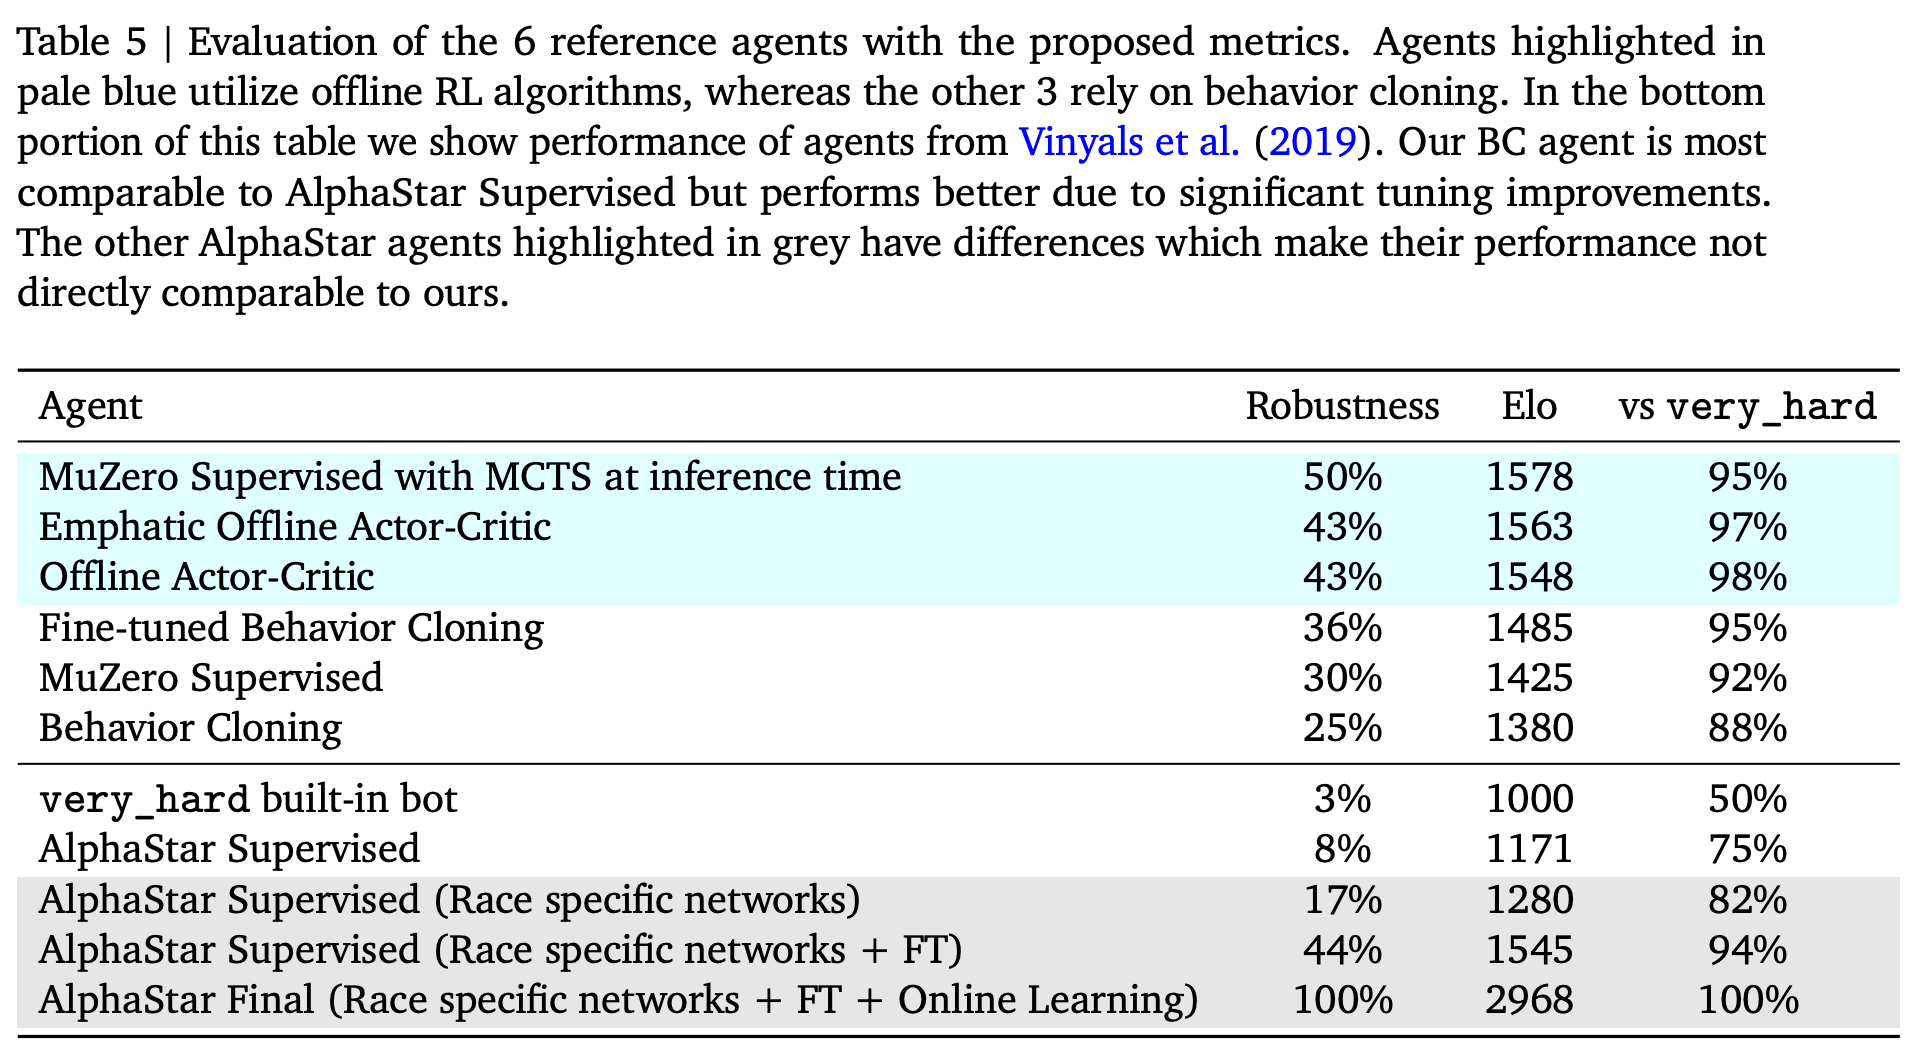 Table 5 | Evaluation of the 6 reference agents with the proposed metrics. Agents highlighted in
pale blue utilize offline RL algorithms, whereas the other 3 rely on behavior cloning. In the bottom
portion of this table we show performance of agents from Vinyals et al. (2019). Our BC agent is most
comparable to AlphaStar Supervised but performs better due to significant tuning improvements.
The other AlphaStar agents highlighted in grey have differences which make their performance not
directly comparable to ours.
Agent Robustness Elo vs very_hard
MuZero Supervised with MCTS at inference time 50% 1578 95%
Emphatic Offline Actor-Critic 43% 1563 97%
Offline Actor-Critic 43% 1548 98%
Fine-tuned Behavior Cloning 36% 1485 95%
MuZero Supervised 30% 1425 92%
Behavior Cloning 25% 1380 88%
very_hard built-in bot 3% 1000 50%
AlphaStar Supervised 8% 1171 75%
AlphaStar Supervised (Race specific networks) 17% 1280 82%
AlphaStar Supervised (Race specific networks + FT) 44% 1545 94%
AlphaStar Final (Race specific networks + FT + Online Learning) 100% 2968 100%